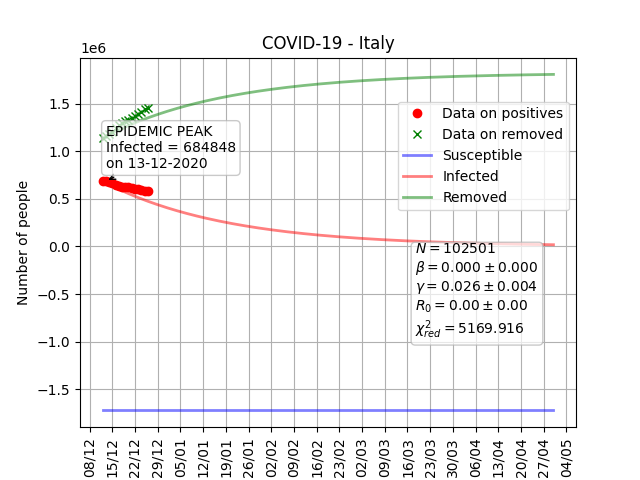 COVID-19 - Italy
1e6
1.5
1.0
0.5
0.0
−0.5
−1.0
−1.5
Number of people
EPIDEMIC PEAK
Infected = 684848
on 13-12-2020
Data on positives
Data on removed
Susceptible
Infected
Removed
N = 102501
β = 0.000 ± 0.000
γ = 0.026 ± 0.004
R₀ = 0.00 ± 0.00
χ²red = 5169.916
08/12
15/12
22/12
29/12
05/01
12/01
19/01
26/01
02/02
09/02
16/02
23/02
02/03
09/03
16/03
23/03
30/03
06/04
13/04
20/04
27/04
04/05